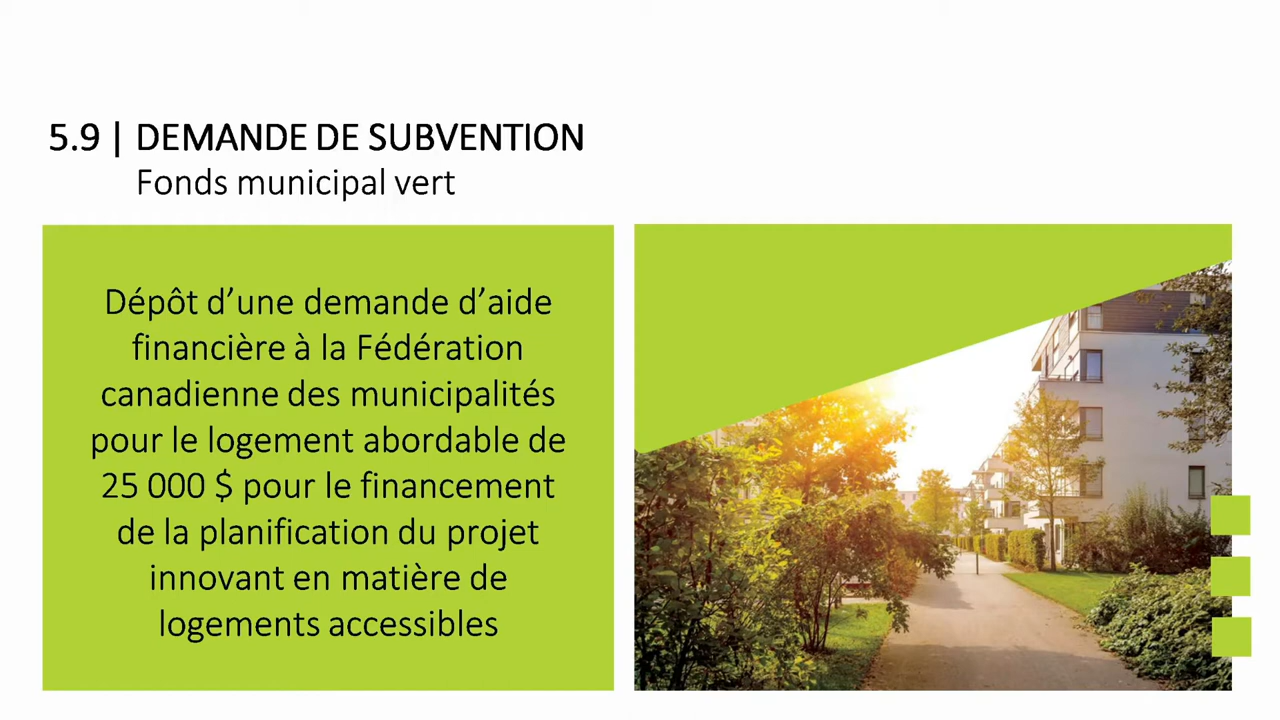 5.9 | DEMANDE DE SUBVENTION
Fonds municipal vert
Dépôt d’une demande d’aide
financière à la Fédération
canadienne des municipalités
pour le logement abordable de
25 000 $ pour le financement
de la planification du projet
innovant en matière de
logements accessibles